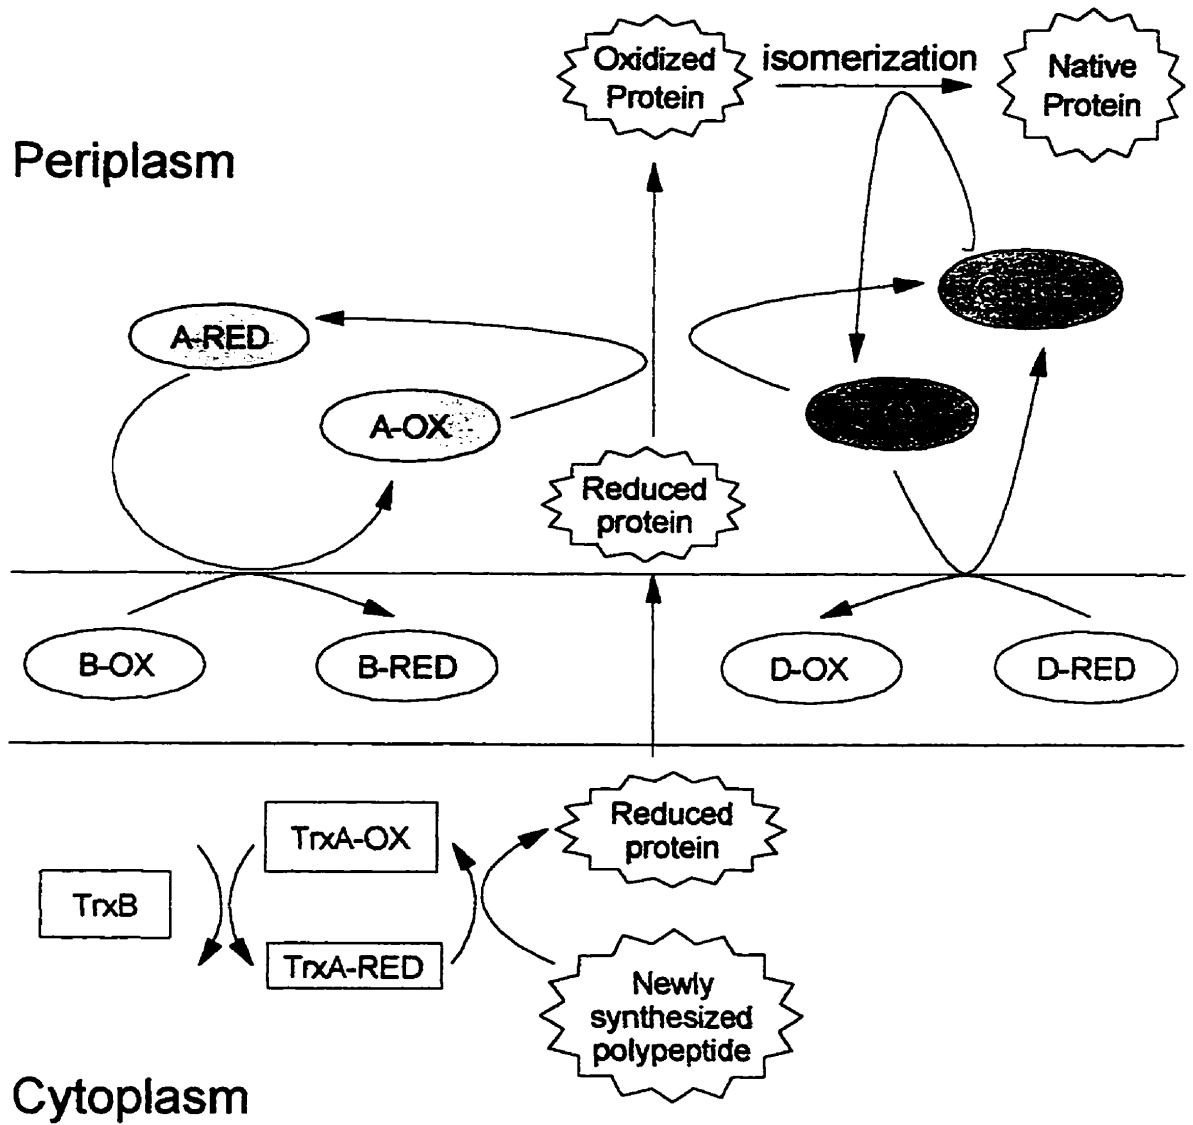 Oxidized
Protein
isomerization
Native
Protein
Periplasm
A-RED
A-OX
Reduced
protein
B-OX
B-RED
D-OX
D-RED
TrxA-OX
TrxB
TrxA-RED
Reduced
protein
Newly
synthesized
polypeptide
Cytoplasm